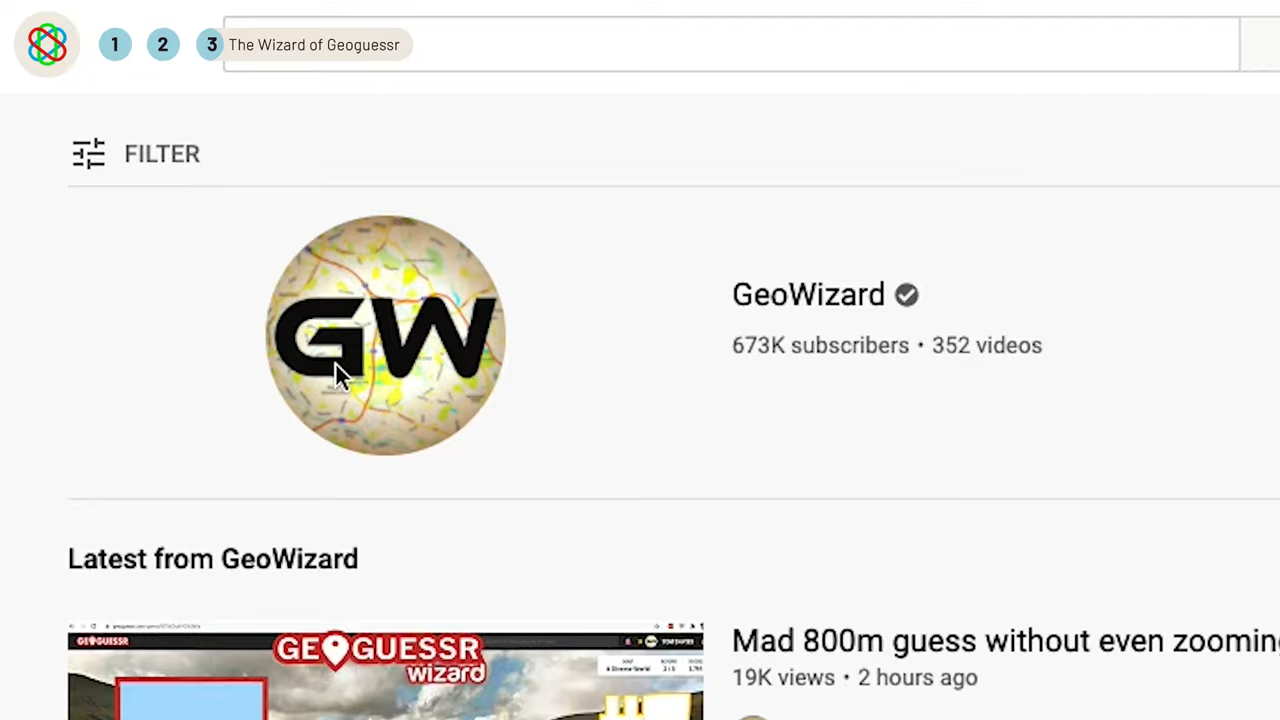 1 2 3 The Wizard of Geoguessr
FILTER
GW
GeoWizard
673K subscribers • 352 videos
Latest from GeoWizard
GEOGUESSR
GEOGUESSR
wizard
Mad 800m guess without even zooming
19K views • 2 hours ago